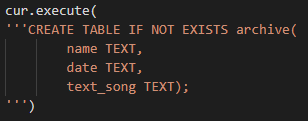 cur.execute(
'''CREATE TABLE IF NOT EXISTS archive(
        name TEXT,
        date TEXT,
        text_song TEXT);
''')